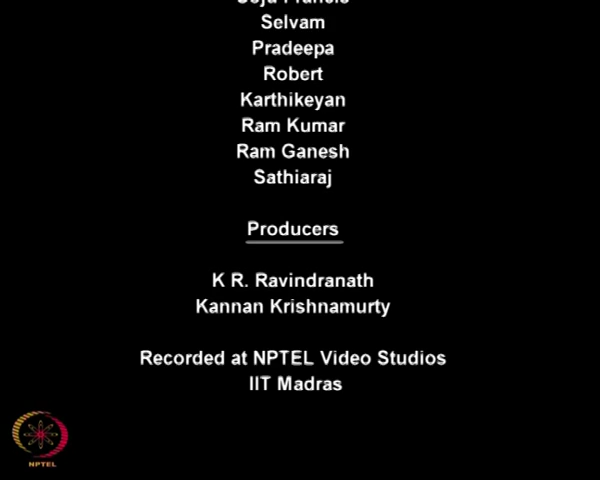 Selvam
Pradeepa
Robert
Karthikeyan
Ram Kumar
Ram Ganesh
Sathiaraj
Producers
K R. Ravindranath
Kannan Krishnamurty
Recorded at NPTEL Video Studios
IIT Madras
NPTEL